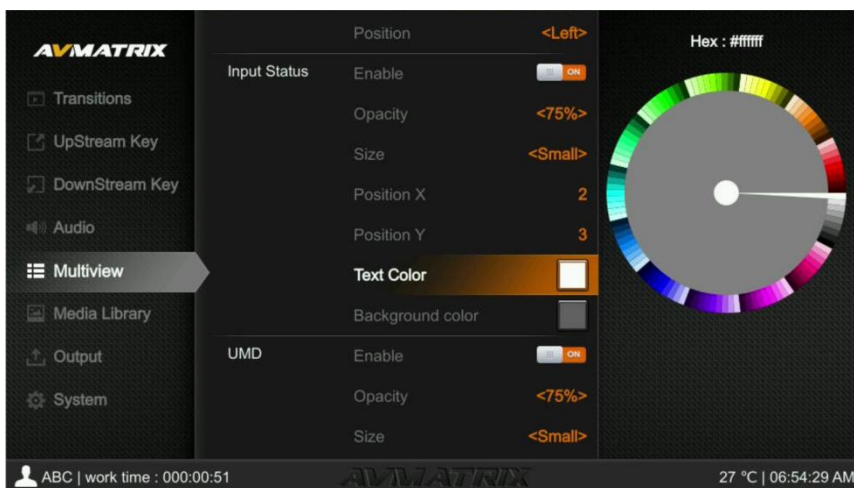 AVMATRIX
Position <Left>
Hex : #ffffff
Input Status Enable ON
Transitions
Opacity <75%>
UpStream Key
Size <Small>
DownStream Key
Position X 2
Audio
Position Y 3
Multiview
Text Color
Media Library
Background color
Output
UMD Enable ON
System
Opacity <75%>
Size <Small>
ABC | work time : 000:00:51
AVMATRIX
27 °C | 06:54:29 AM